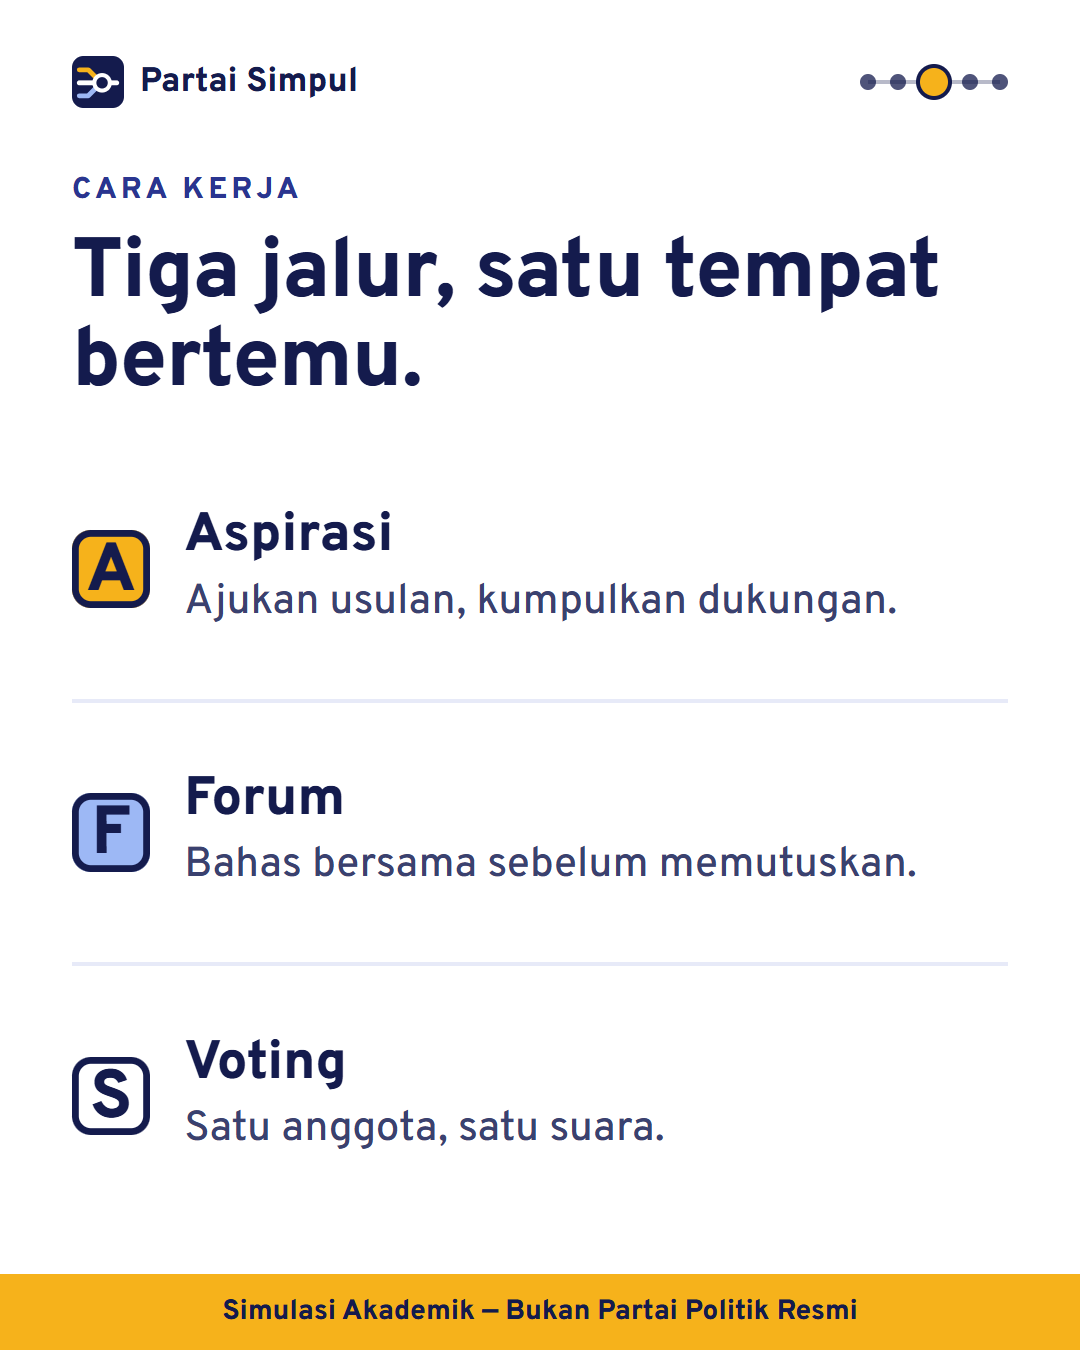 Partai Simpul
CARA KERJA
Tiga jalur, satu tempat
bertemu.
A
Aspirasi
Ajukan usulan, kumpulkan dukungan.
F
Forum
Bahas bersama sebelum memutuskan.
S
Voting
Satu anggota, satu suara.
Simulasi Akademik — Bukan Partai Politik Resmi